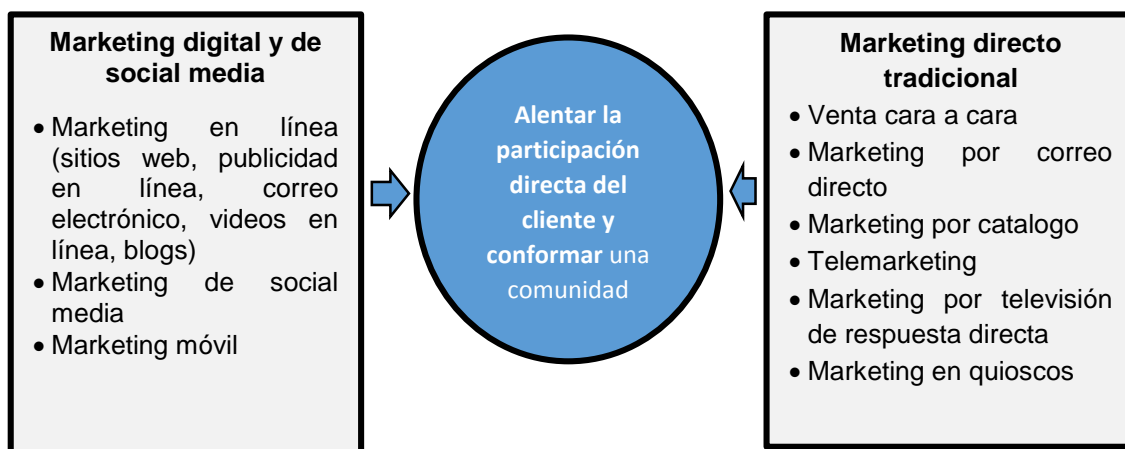 Marketing digital y de
social media
• Marketing en línea
(sitios web, publicidad
en línea, correo
electrónico, videos en
línea, blogs)
• Marketing de social
media
• Marketing móvil
Alentar la
participación
directa del
cliente y
conformar una
comunidad
Marketing directo
tradicional
• Venta cara a cara
• Marketing por correo
directo
• Marketing por catalogo
• Telemarketing
• Marketing por televisión
de respuesta directa
• Marketing en quioscos